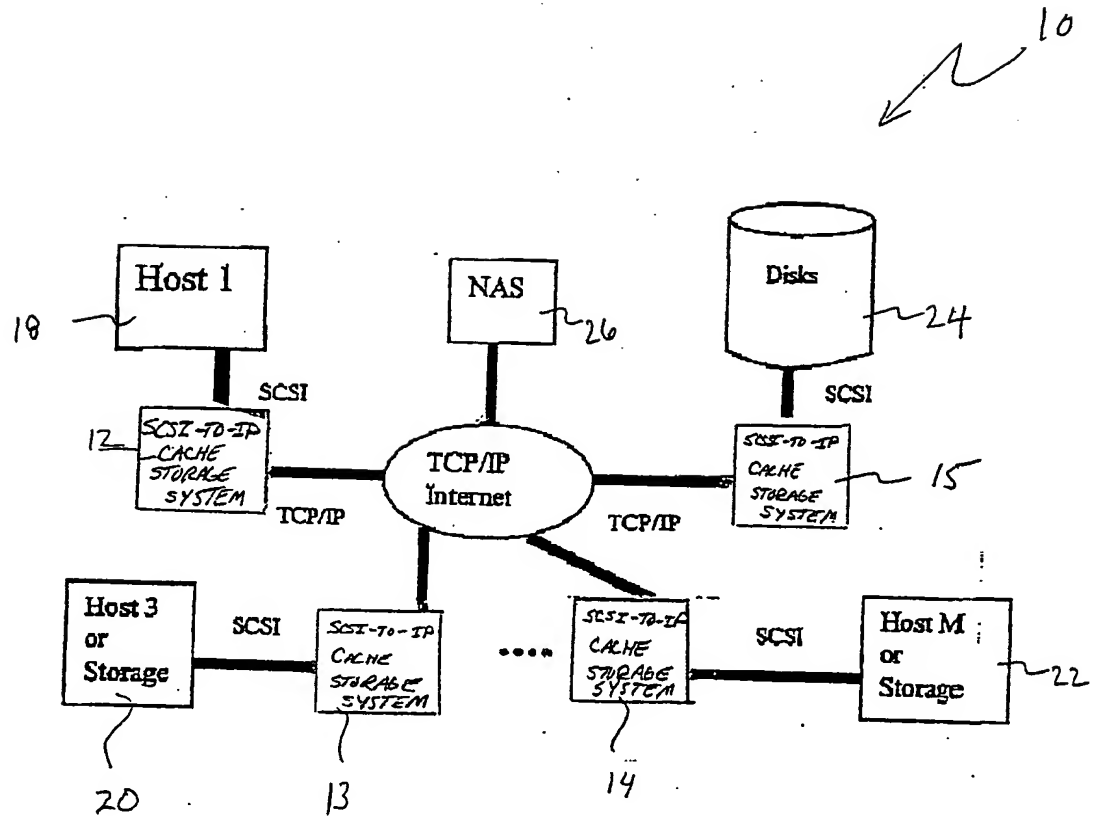 10
Host 1
18
NAS
26
Disks
24
SCSI
SCSI
12
SCSI-TO-IP
CACHE
STORAGE
SYSTEM
TCP/IP
Internet
SCSI-TO-IP
CACHE
STORAGE
SYSTEM
15
TCP/IP
TCP/IP
Host 3
or
Storage
SCSI
SCSI-TO-IP
CACHE
STORAGE
SYSTEM
....
SCSI-TO-IP
CACHE
STORAGE
SYSTEM
SCSI
Host M
or
Storage
22
20
13
14